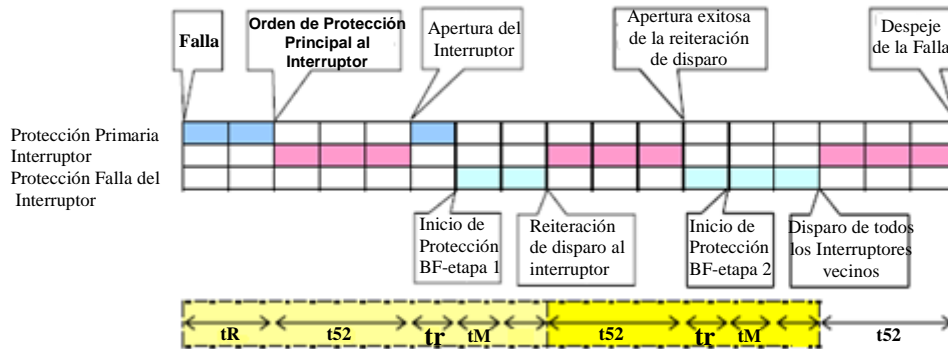 Falla
Orden de Protección
Principal al
Interruptor
Apertura del
Interruptor
Apertura exitosa
de la reiteración
de disparo
Despeje
de la Falla
Protección Primaria
Interruptor
Protección Falla del
Interruptor
Inicio de
Protección
BF-etapa 1
Reiteración
de disparo al
interruptor
Inicio de
Protección
BF-etapa 2
Disparo de todos
los Interruptores
vecinos
tR t52 tr tM t52 tr tM t52